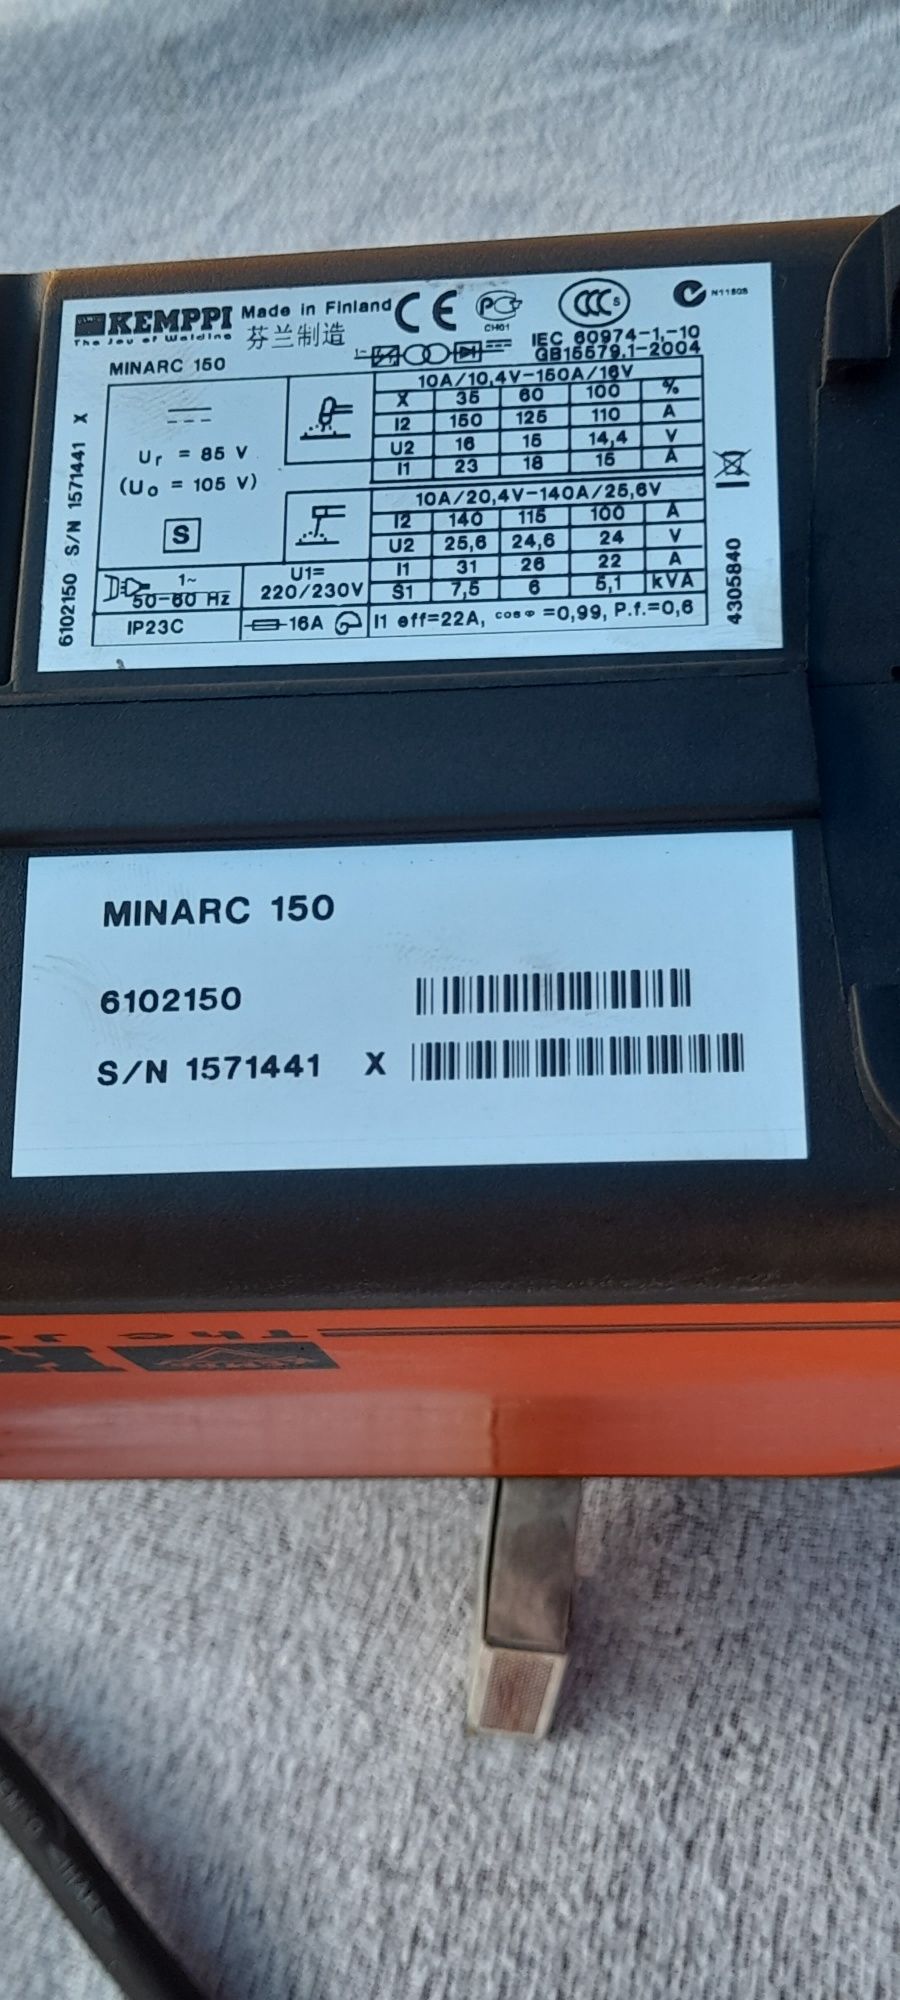 KEMPPI Made in Finland CE
The Joy of Welding 芬兰制造
PCT CH01 CCC S N11805
IEC 60974-1,-10
GB15579.1-2004
MINARC 150
10A/10,4V-150A/16V
X 35 60 100 %
I2 150 125 110 A
U2 16 15 14,4 V
I1 23 18 15 A
Ur = 85 V
(Uo = 105 V)
S
10A/20,4V-140A/25,6V
I2 140 115 100 A
U2 25,6 24,6 24 V
I1 31 26 22 A
S1 7,5 6 5,1 kVA
1~
50-60 Hz
U1=
220/230V
IP23C
16A
I1 eff=22A, cosφ=0,99, P.f.=0,6
6102150 S/N 1571441 X
4305840
MINARC 150
6102150
S/N 1571441 X